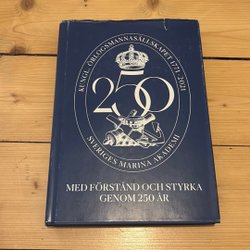 KUNGL. ÖRLOGSMANNASÄLLSKAPET 1771-2021
250
SVERIGES MARINA AKADEMI
MED FÖRSTÅND OCH STYRKA
GENOM 250 ÅR